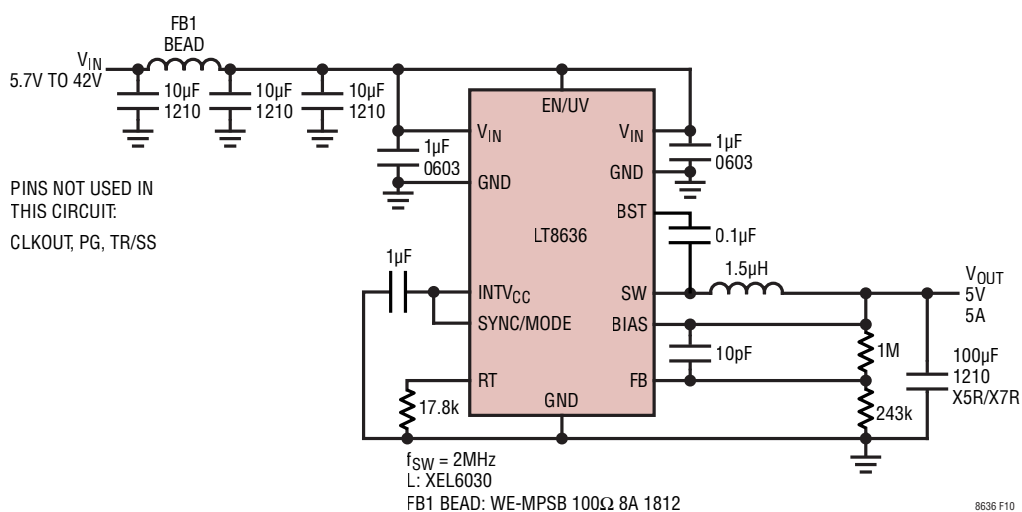 FB1
BEAD
VIN
5.7V TO 42V
10µF
1210
10µF
1210
10µF
1210
EN/UV
VIN
VIN
1µF
0603
1µF
0603
GND
GND
PINS NOT USED IN
THIS CIRCUIT:
CLKOUT, PG, TR/SS
BST
LT8636
0.1µF
1µF
1.5µH
INTVCC
SW
VOUT
5V
5A
SYNC/MODE
BIAS
10pF
1M
100µF
1210
X5R/X7R
RT
FB
17.8k
GND
243k
fSW = 2MHz
L: XEL6030
FB1 BEAD: WE-MPSB 100Ω 8A 1812
8636 F10